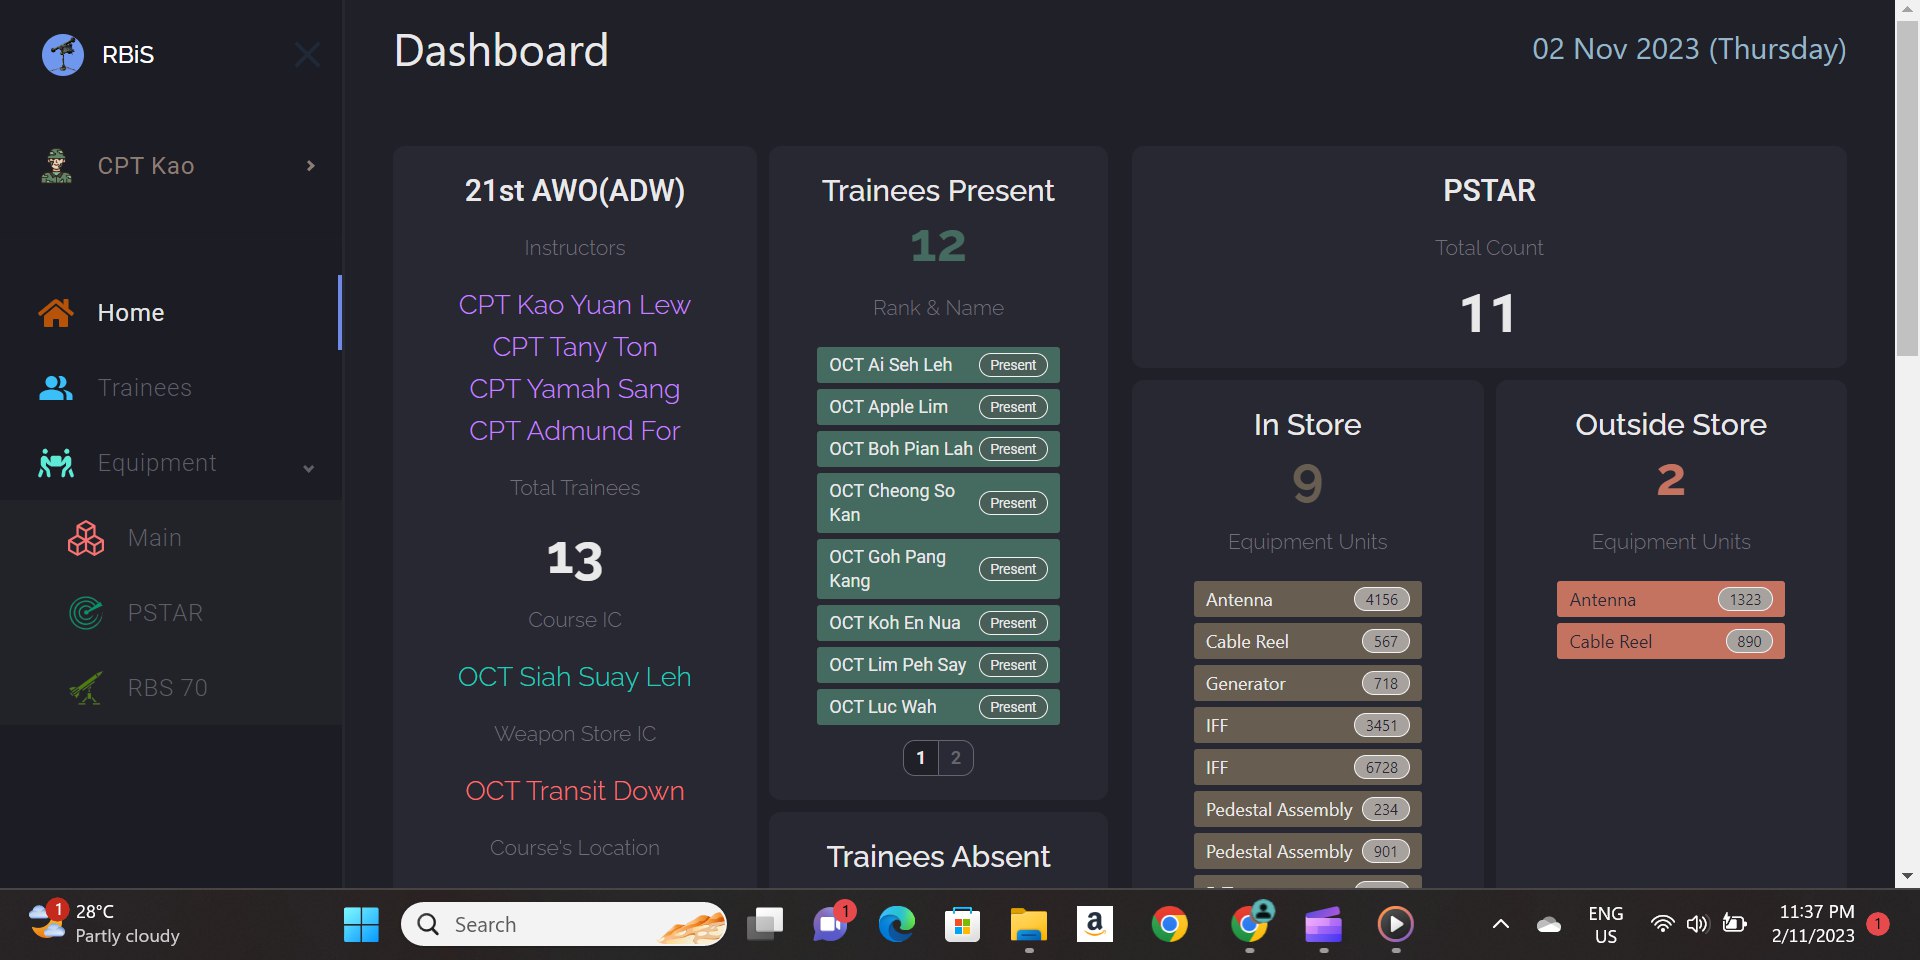 RBiS
CPT Kao
Home
Trainees
Equipment
Main
PSTAR
RBS 70
Dashboard
02 Nov 2023 (Thursday)
21st AWO(ADW)
Instructors
CPT Kao Yuan Lew
CPT Tany Ton
CPT Yamah Sang
CPT Admund For
Total Trainees
13
Course IC
OCT Siah Suay Leh
Weapon Store IC
OCT Transit Down
Course's Location
Trainees Present
12
Rank & Name
OCT Ai Seh Leh Present
OCT Apple Lim Present
OCT Boh Pian Lah Present
OCT Cheong So
Kan Present
OCT Goh Pang
Kang Present
OCT Koh En Nua Present
OCT Lim Peh Say Present
OCT Luc Wah Present
1 2
Trainees Absent
PSTAR
Total Count
11
In Store
9
Equipment Units
Antenna 4156
Cable Reel 567
Generator 718
IFF 3451
IFF 6728
Pedestal Assembly 234
Pedestal Assembly 901
Outside Store
2
Equipment Units
Antenna 1323
Cable Reel 890
1
28°C
Partly cloudy
Search
1
a
ENG
US
11:37 PM
2/11/2023
1